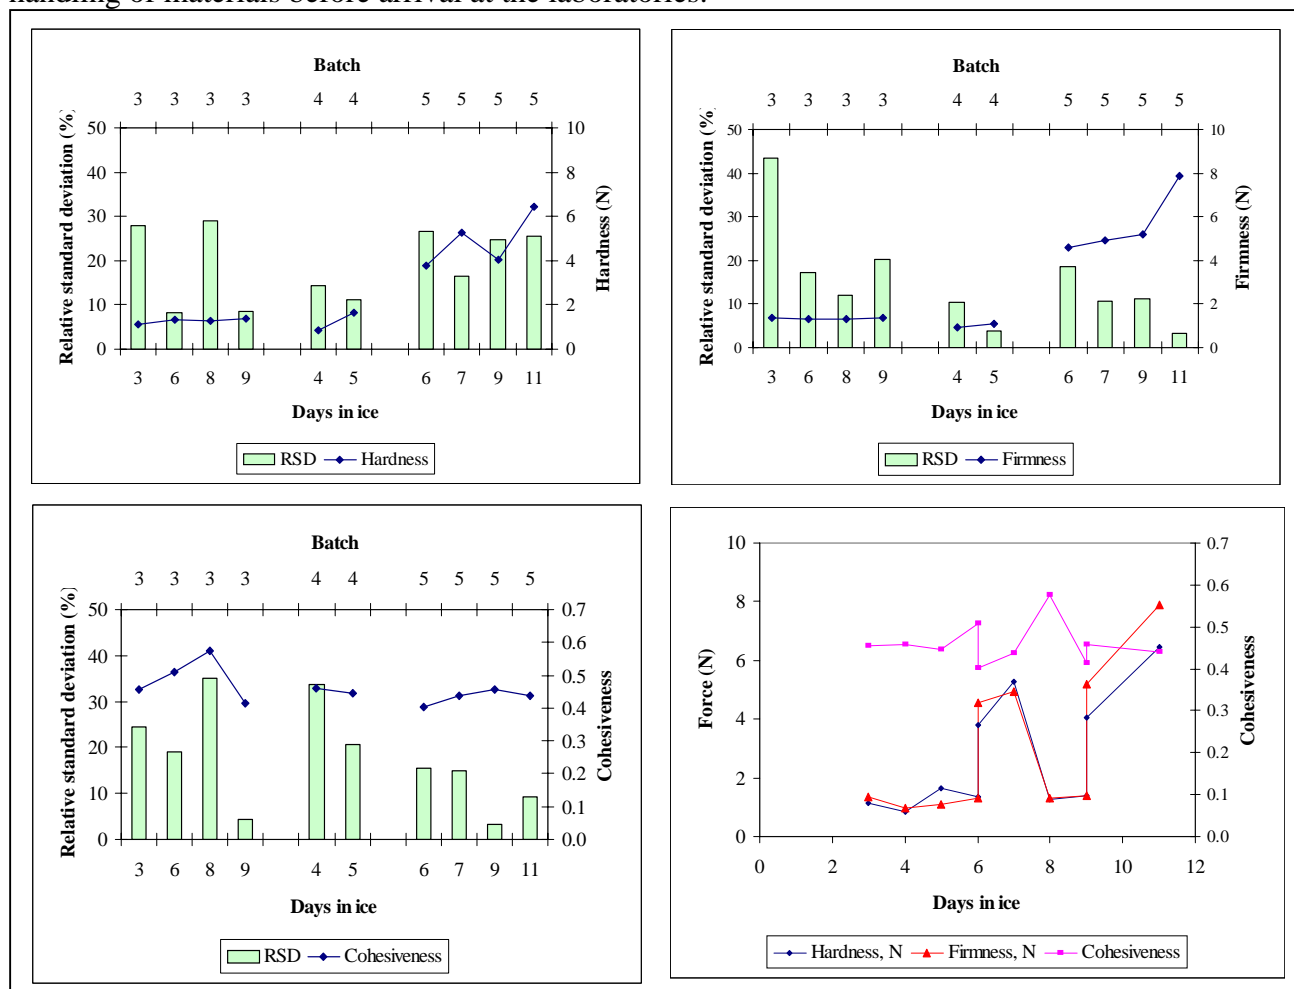 handling of materials before arrival at the laboratories.
Batch
3 3 3 3 4 4 5 5 5 5
Relative standard deviation (%)
50
40
30
20
10
0
10
8
6
4
2
0
Hardness (N)
3 6 8 9 4 5 6 7 9 11
Days in ice
RSD Hardness
Batch
3 3 3 3 4 4 5 5 5 5
Relative standard deviation (%)
50
40
30
20
10
0
10
8
6
4
2
0
Firmness (N)
3 6 8 9 4 5 6 7 9 11
Days in ice
RSD Firmness
Batch
3 3 3 3 4 4 5 5 5 5
Relative standard deviation (%)
50
40
30
20
10
0
0.7
0.6
0.5
0.4
0.3
0.2
0.1
0.0
Cohesiveness
3 6 8 9 4 5 6 7 9 11
Days in ice
RSD Cohesiveness
Force (N)
10
8
6
4
2
0
0.7
0.6
0.5
0.4
0.3
0.2
0.1
0.0
Cohesiveness
0 2 4 6 8 10 12
Days in ice
Hardness, N Firmness, N Cohesiveness